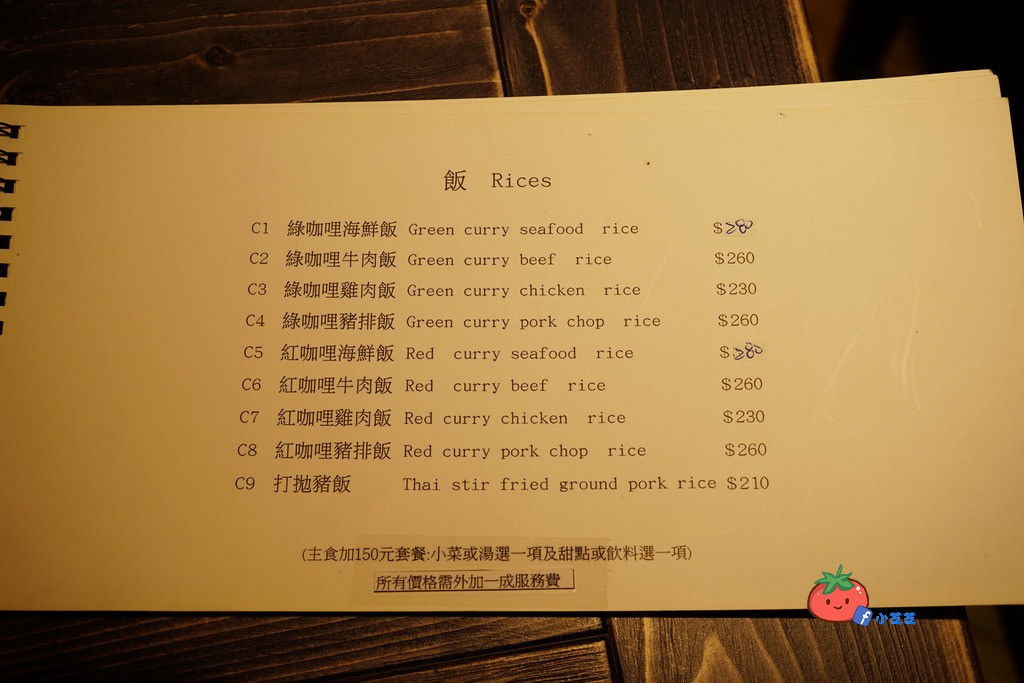 飯 Rices
C1 綠咖哩海鮮飯 Green curry seafood rice $280
C2 綠咖哩牛肉飯 Green curry beef rice $260
C3 綠咖哩雞肉飯 Green curry chicken rice $230
C4 綠咖哩豬排飯 Green curry pork chop rice $260
C5 紅咖哩海鮮飯 Red curry seafood rice $280
C6 紅咖哩牛肉飯 Red curry beef rice $260
C7 紅咖哩雞肉飯 Red curry chicken rice $230
C8 紅咖哩豬排飯 Red curry pork chop rice $260
C9 打拋豬飯 Thai stir fried ground pork rice $210
(主食加150元套餐:小菜或湯選一項及甜點或飲料選一項)
所有價格需外加一成服務費
f 小芝芝